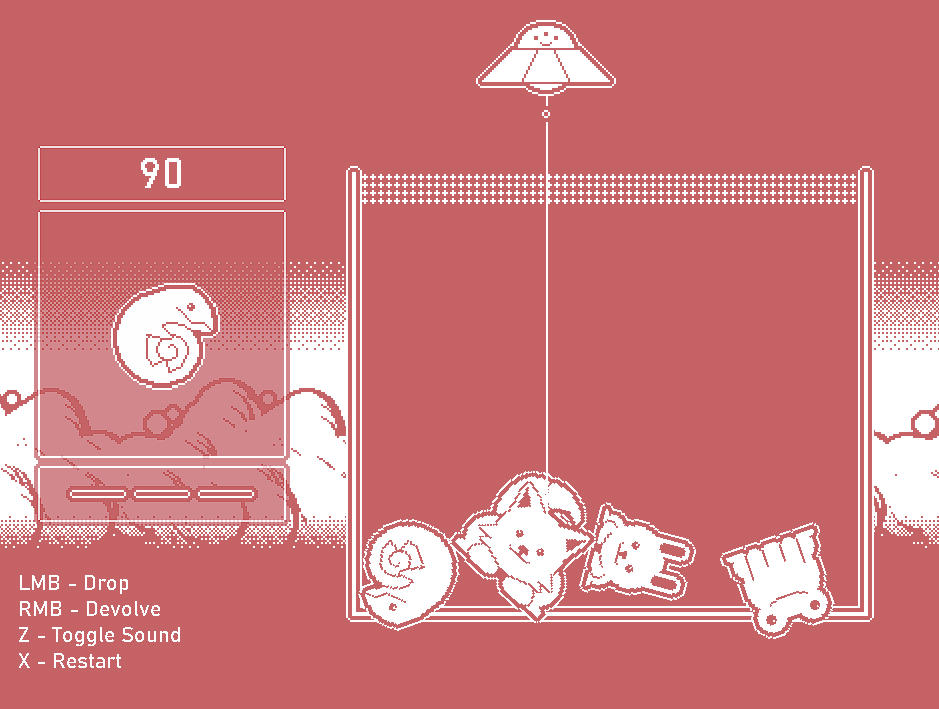 90
LMB - Drop
RMB - Devolve
Z - Toggle Sound
X - Restart